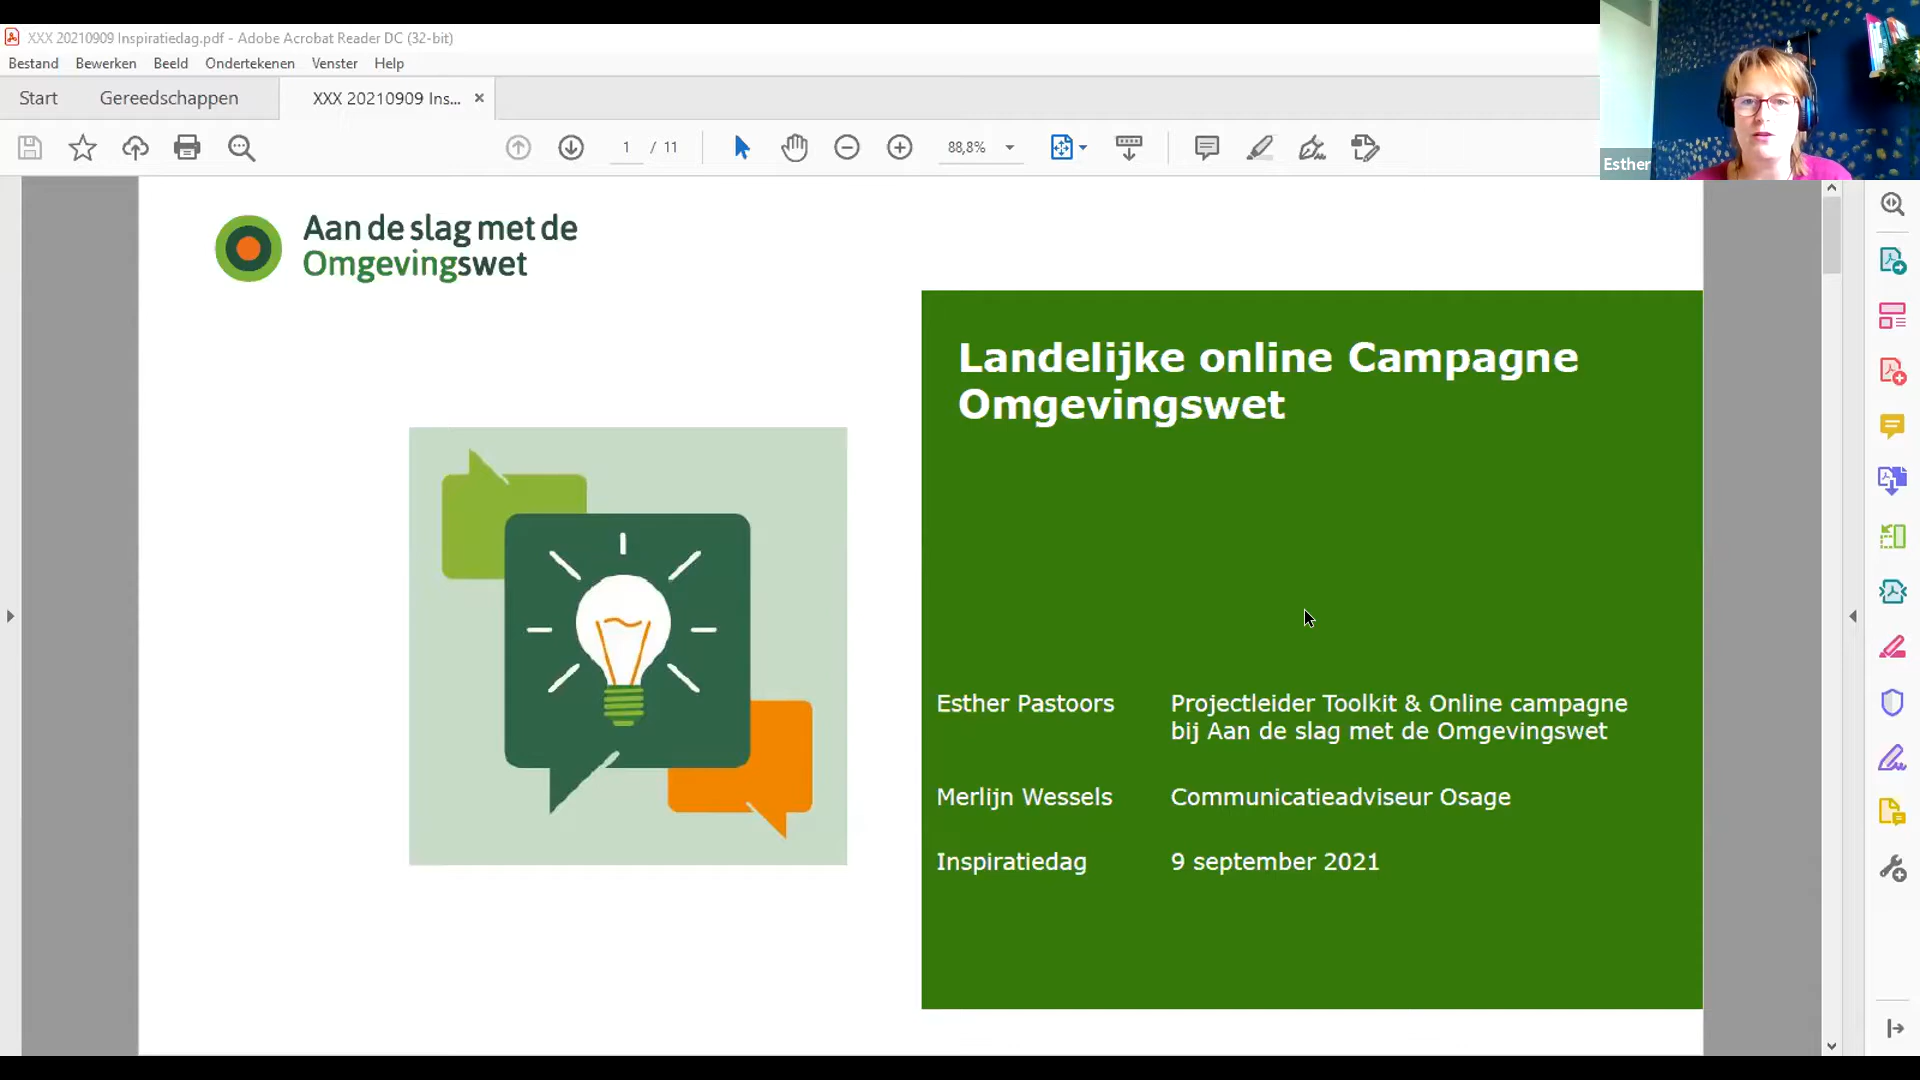 XXX 20210909 Inspiratiedag.pdf - Adobe Acrobat Reader DC (32-bit)
Bestand Bewerken Beeld Ondertekenen Venster Help
Start Gereedschappen XXX 20210909 Ins... ×
1 / 11 88,8%
Esther
Aan de slag met de
Omgevingswet
Landelijke online Campagne
Omgevingswet
Esther Pastoors Projectleider Toolkit & Online campagne
bij Aan de slag met de Omgevingswet
Merlijn Wessels Communicatieadviseur Osage
Inspiratiedag 9 september 2021